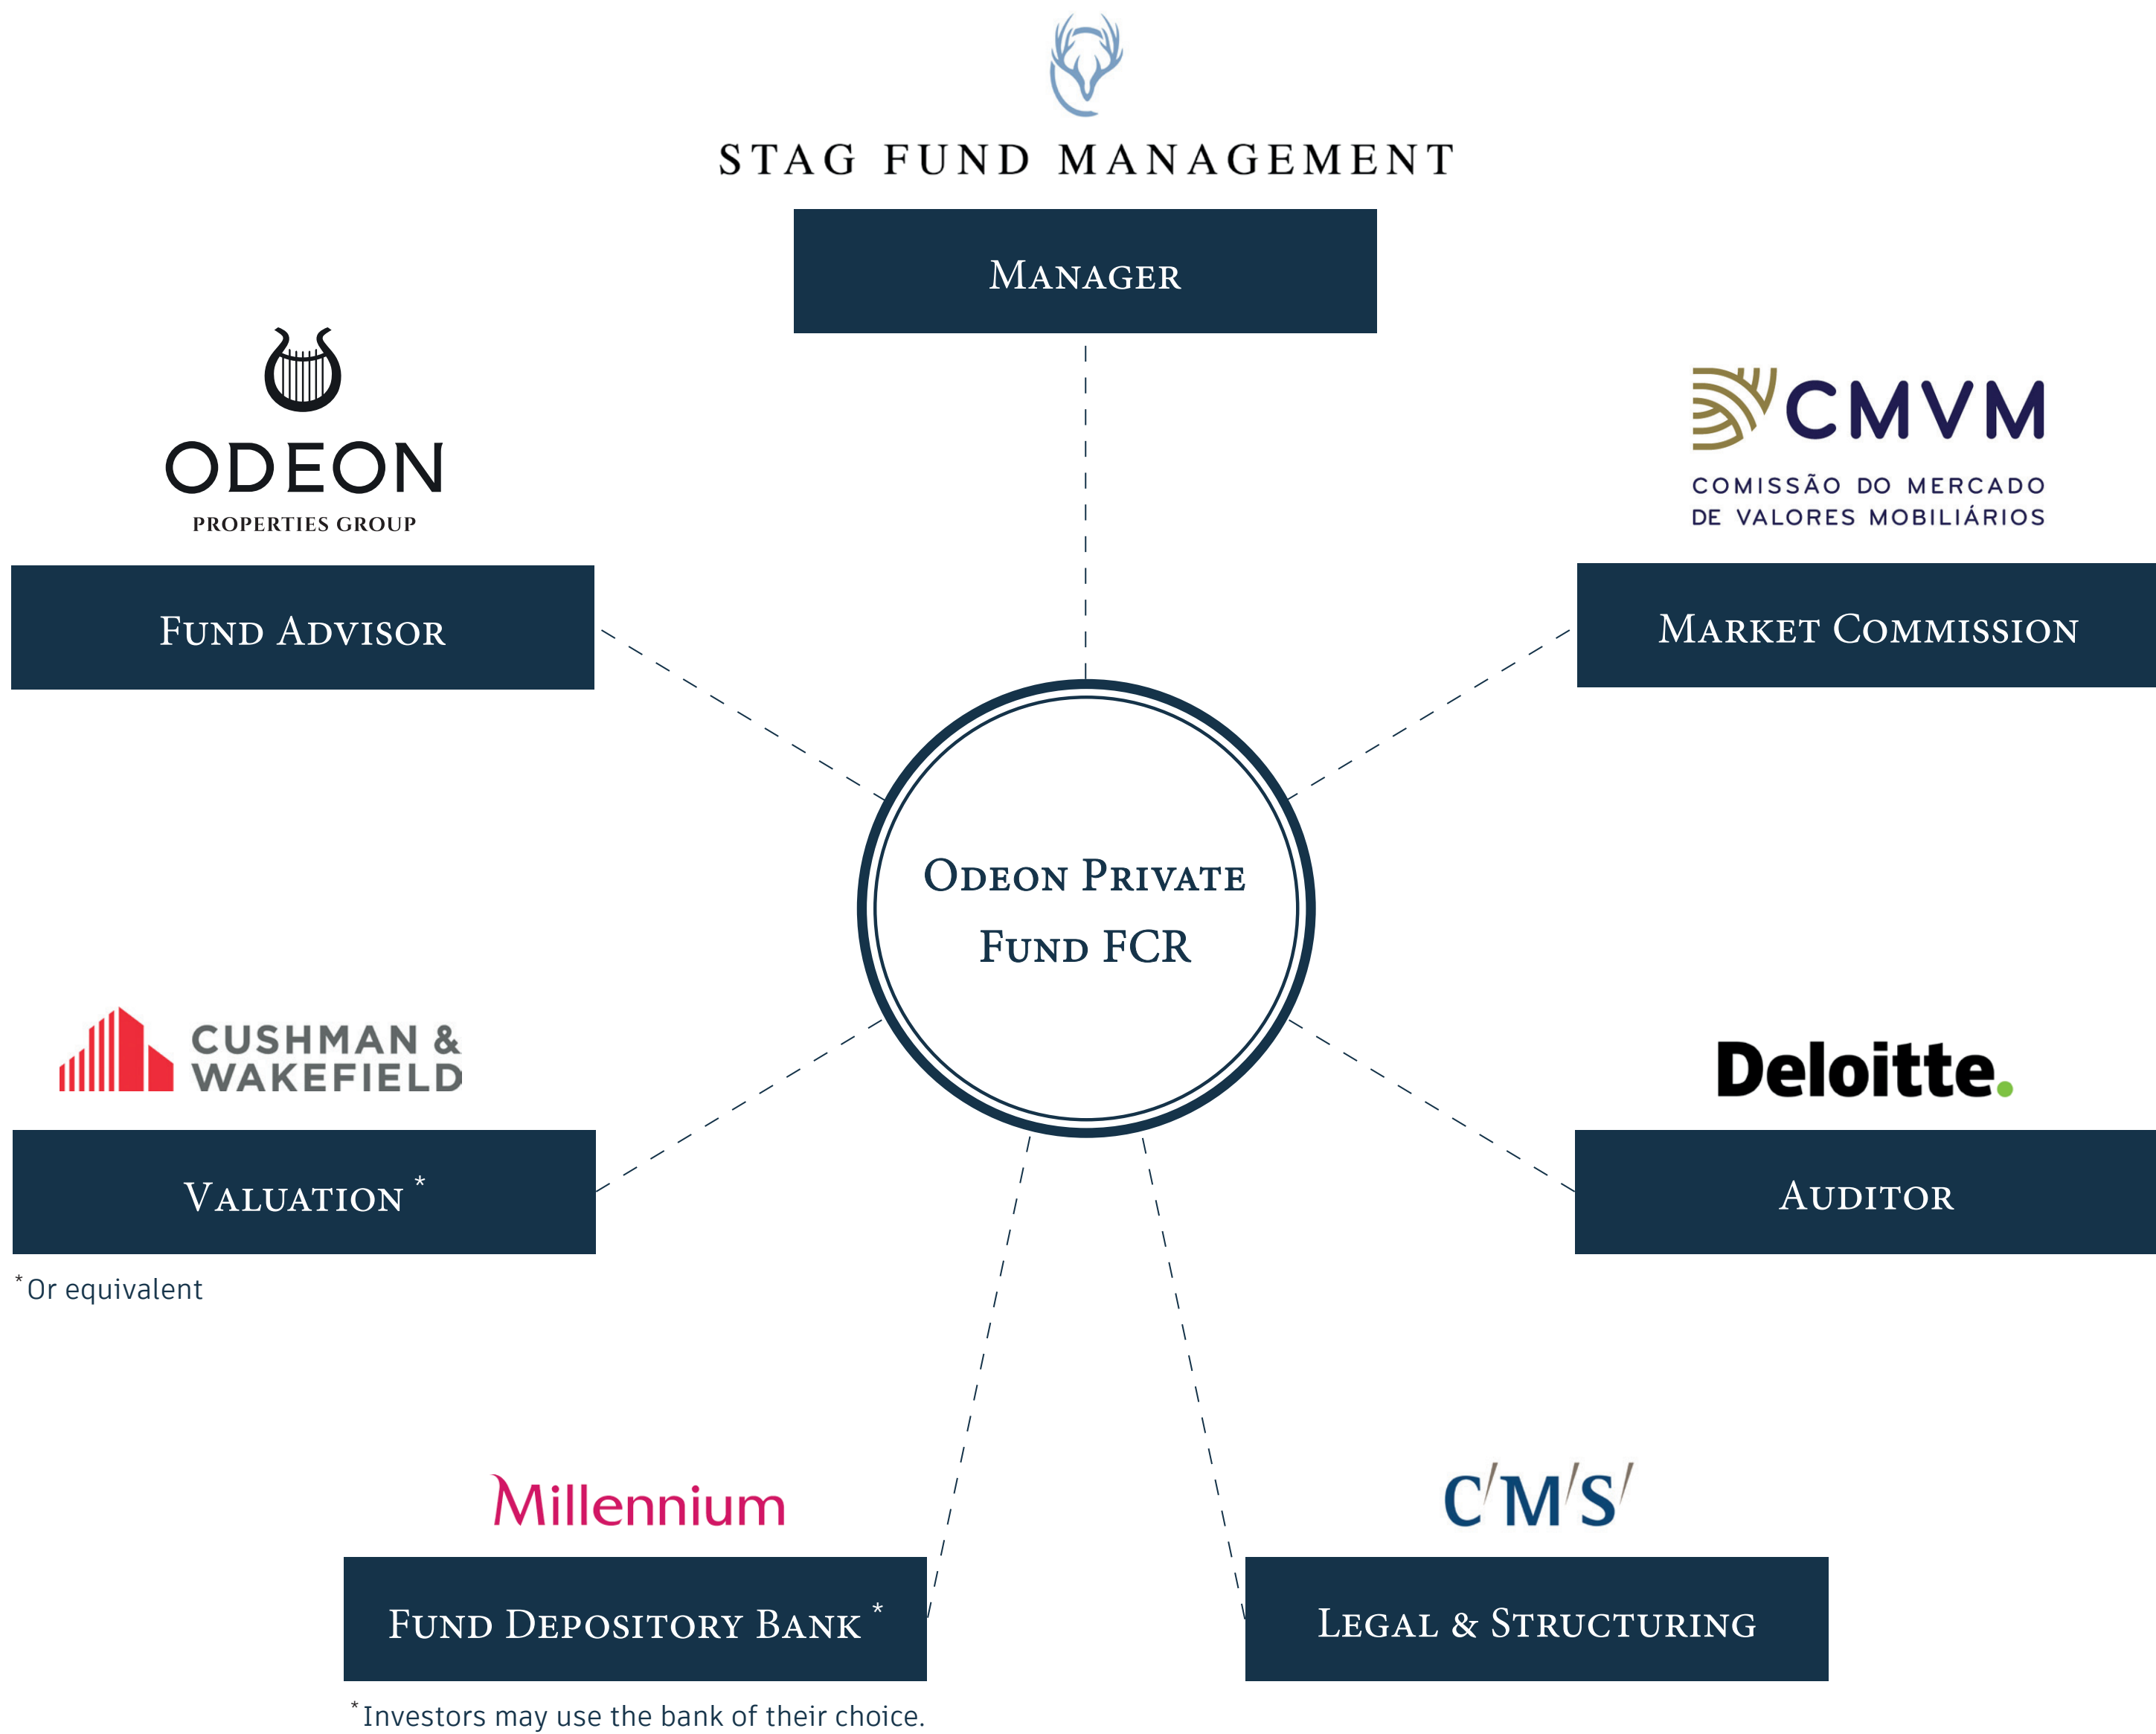 STAG FUND MANAGEMENT
Manager
ODEON
PROPERTIES GROUP
Fund Advisor
CMVM
COMISSÃO DO MERCADO
DE VALORES MOBILIÁRIOS
Market Commission
Odeon Private
Fund FCR
CUSHMAN &
WAKEFIELD
Valuation *
* Or equivalent
Deloitte.
Auditor
Millennium
Fund Depository Bank *
* Investors may use the bank of their choice.
C/M/S/
Legal & Structuring